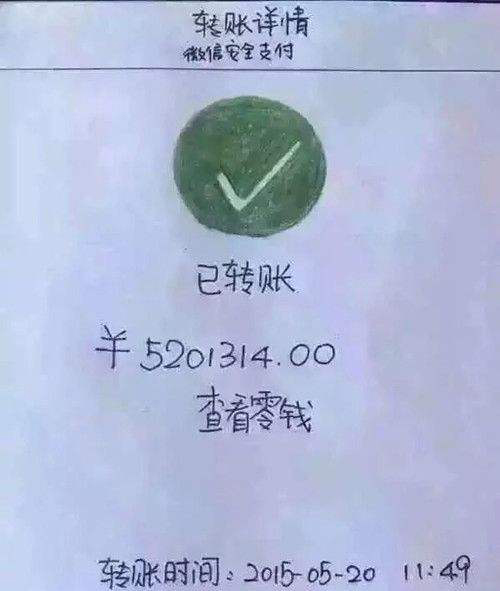 转账详情
微信安全支付
已转账
¥5201314.00
查看零钱
转账时间：2015-05-20 11:49